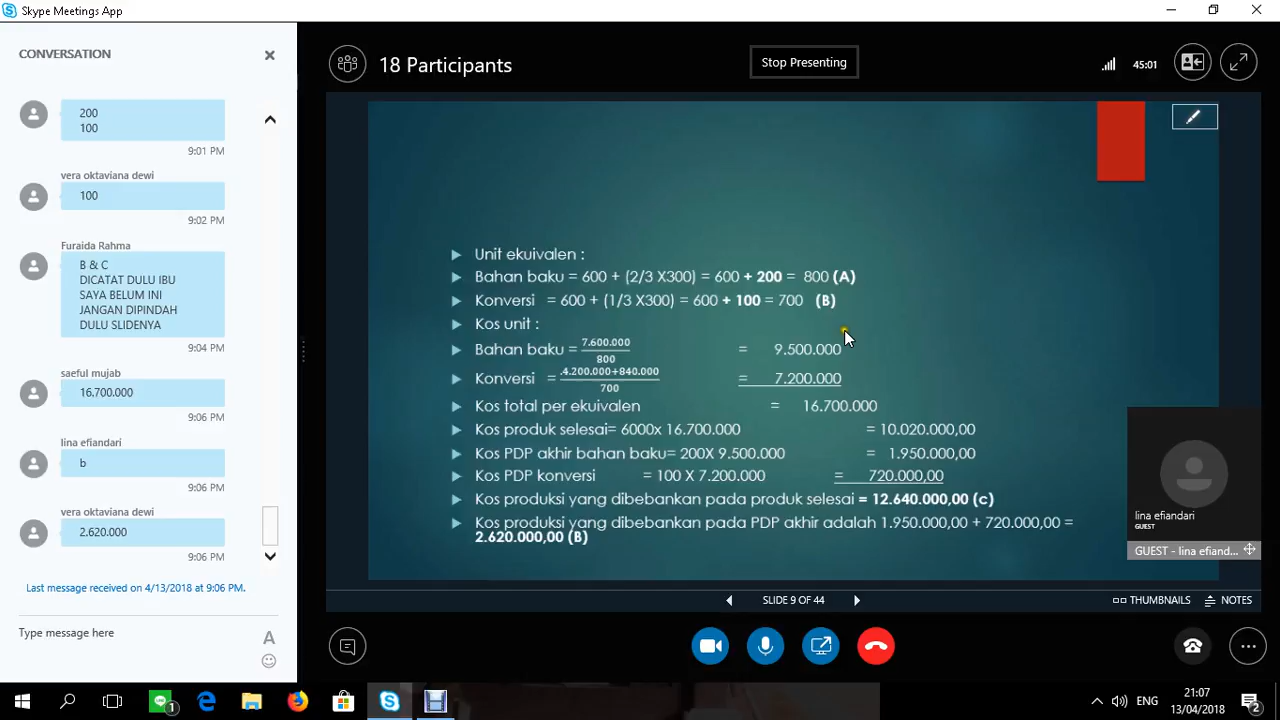 Skype Meetings App
CONVERSATION
200
100
9:01 PM
vera oktaviana dewi
100
9:02 PM
Furaida Rahma
B & C
DICATAT DULU IBU
SAYA BELUM INI
JANGAN DIPINDAH
DULU SLIDENYA
9:04 PM
saeful mujab
16.700.000
9:06 PM
lina efiandari
b
9:06 PM
vera oktaviana dewi
2.620.000
9:06 PM
Last message received on 4/13/2018 at 9:06 PM.
Type message here
18 Participants
Stop Presenting
45:01
Unit ekuivalen :
Bahan baku = 600 + (2/3 X300) = 600 + 200 = 800 (A)
Konversi = 600 + (1/3 X300) = 600 + 100 = 700 (B)
Kos unit :
Bahan baku = 7.600.000/800 = 9.500.000
Konversi = .4.200.000+840.000/700 = 7.200.000
Kos total per ekuivalen = 16.700.000
Kos produk selesai= 6000x 16.700.000 = 10.020.000,00
Kos PDP akhir bahan baku= 200X 9.500.000 = 1.950.000,00
Kos PDP konversi = 100 X 7.200.000 = 720.000,00
Kos produksi yang dibebankan pada produk selesai = 12.640.000,00 (c)
Kos produksi yang dibebankan pada PDP akhir adalah 1.950.000,00 + 720.000,00 =
2.620.000,00 (B)
lina efiandari
GUEST
GUEST - lina efiand...
SLIDE 9 OF 44
THUMBNAILS
NOTES
1
ENG
21:07
13/04/2018
2